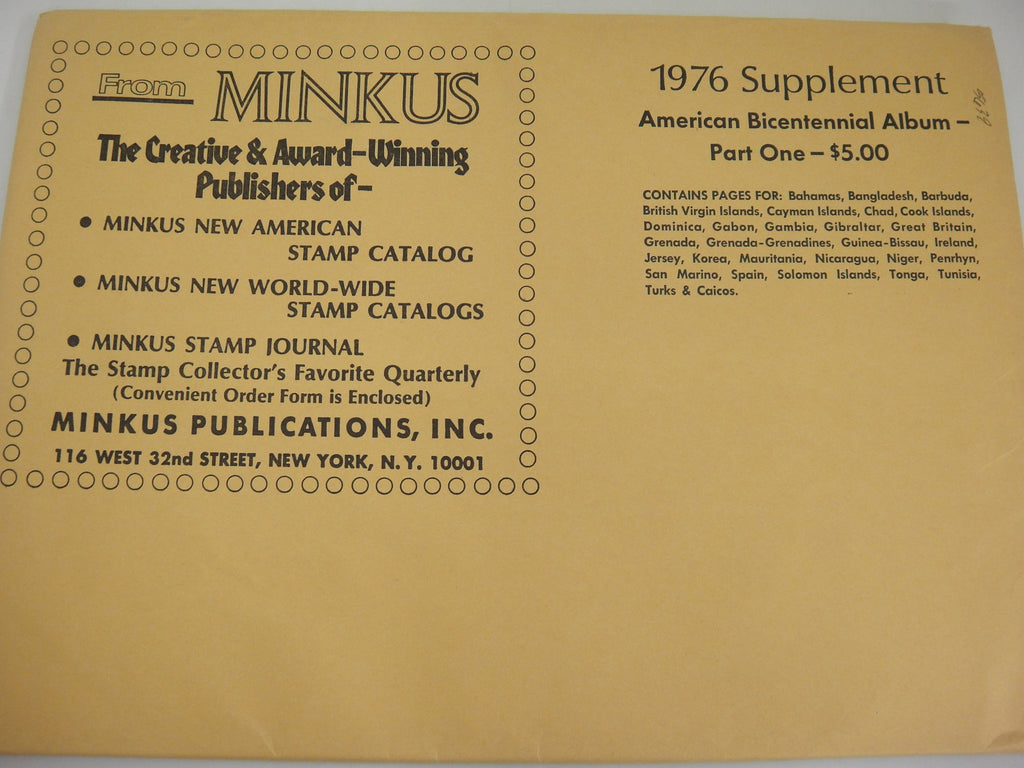 From MINKUS
The Creative & Award-Winning
Publishers of-
● MINKUS NEW AMERICAN
STAMP CATALOG
● MINKUS NEW WORLD-WIDE
STAMP CATALOGS
● MINKUS STAMP JOURNAL
The Stamp Collector's Favorite Quarterly
(Convenient Order Form is Enclosed)
MINKUS PUBLICATIONS, INC.
116 WEST 32nd STREET, NEW YORK, N.Y. 10001
1976 Supplement
American Bicentennial Album –
Part One – $5.00
CONTAINS PAGES FOR: Bahamas, Bangladesh, Barbuda,
British Virgin Islands, Cayman Islands, Chad, Cook Islands,
Dominica, Gabon, Gambia, Gibraltar, Great Britain,
Grenada, Grenada-Grenadines, Guinea-Bissau, Ireland,
Jersey, Korea, Mauritania, Nicaragua, Niger, Penrhyn,
San Marino, Spain, Solomon Islands, Tonga, Tunisia,
Turks & Caicos.